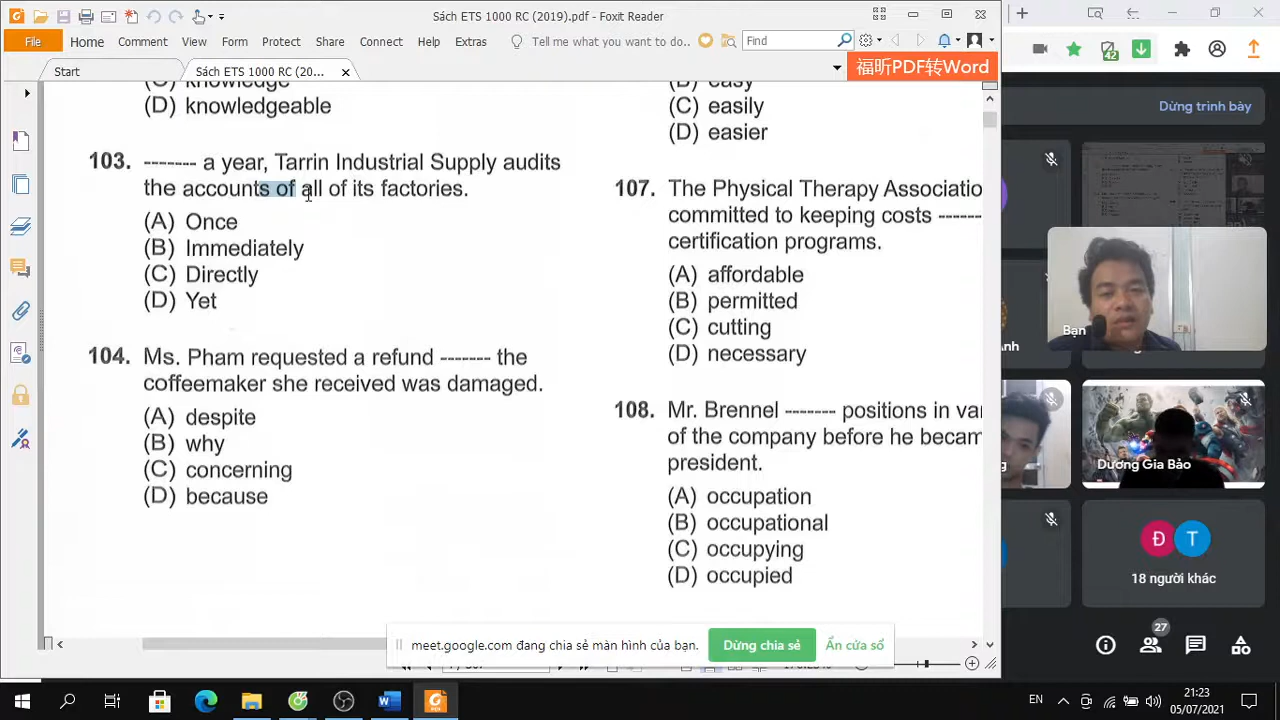 Sách ETS 1000 RC (2019).pdf - Foxit Reader
File
Home
Comment
View
Form
Protect
Share
Connect
Help
Extras
Tell me what you want to do..
Find
42
Start
Sách ETS 1000 RC (20...
福昕PDF转Word
Dừng trình bày
(C) knowledge
(D) knowledgeable
103. ------- a year, Tarrin Industrial Supply audits
the accounts of all of its factories.
(A) Once
(B) Immediately
(C) Directly
(D) Yet
104. Ms. Pham requested a refund ------- the
coffeemaker she received was damaged.
(A) despite
(B) why
(C) concerning
(D) because
(B) easy
(C) easily
(D) easier
107. The Physical Therapy Associatio
committed to keeping costs -------
certification programs.
(A) affordable
(B) permitted
(C) cutting
(D) necessary
108. Mr. Brennel ------- positions in va
of the company before he becam
president.
(A) occupation
(B) occupational
(C) occupying
(D) occupied
Bạn
Anh
g
Dương Gia Bảo
Đ
T
18 người khác
27
meet.google.com đang chia sẻ màn hình của bạn.
Dừng chia sẻ
Ẩn cửa sổ
EN
21:23
05/07/2021